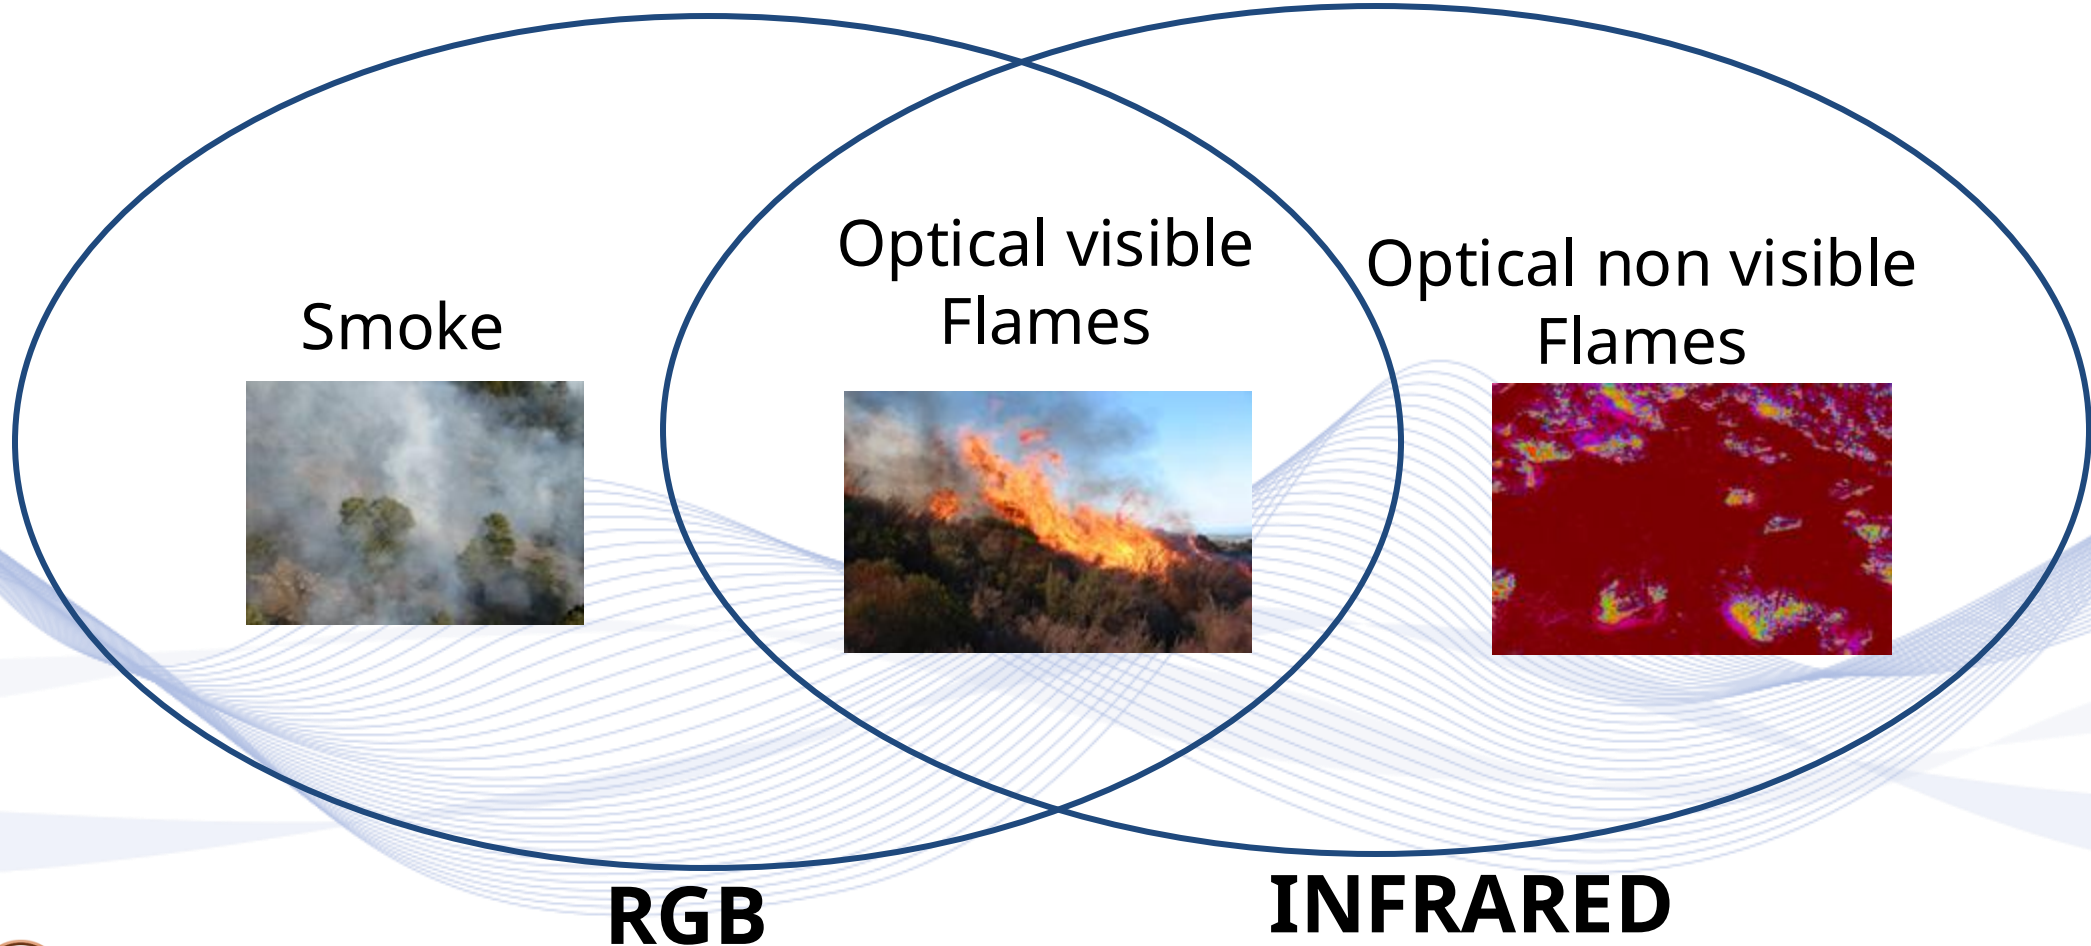 Smoke
Optical visible
Flames
Optical non visible
Flames
RGB
INFRARED